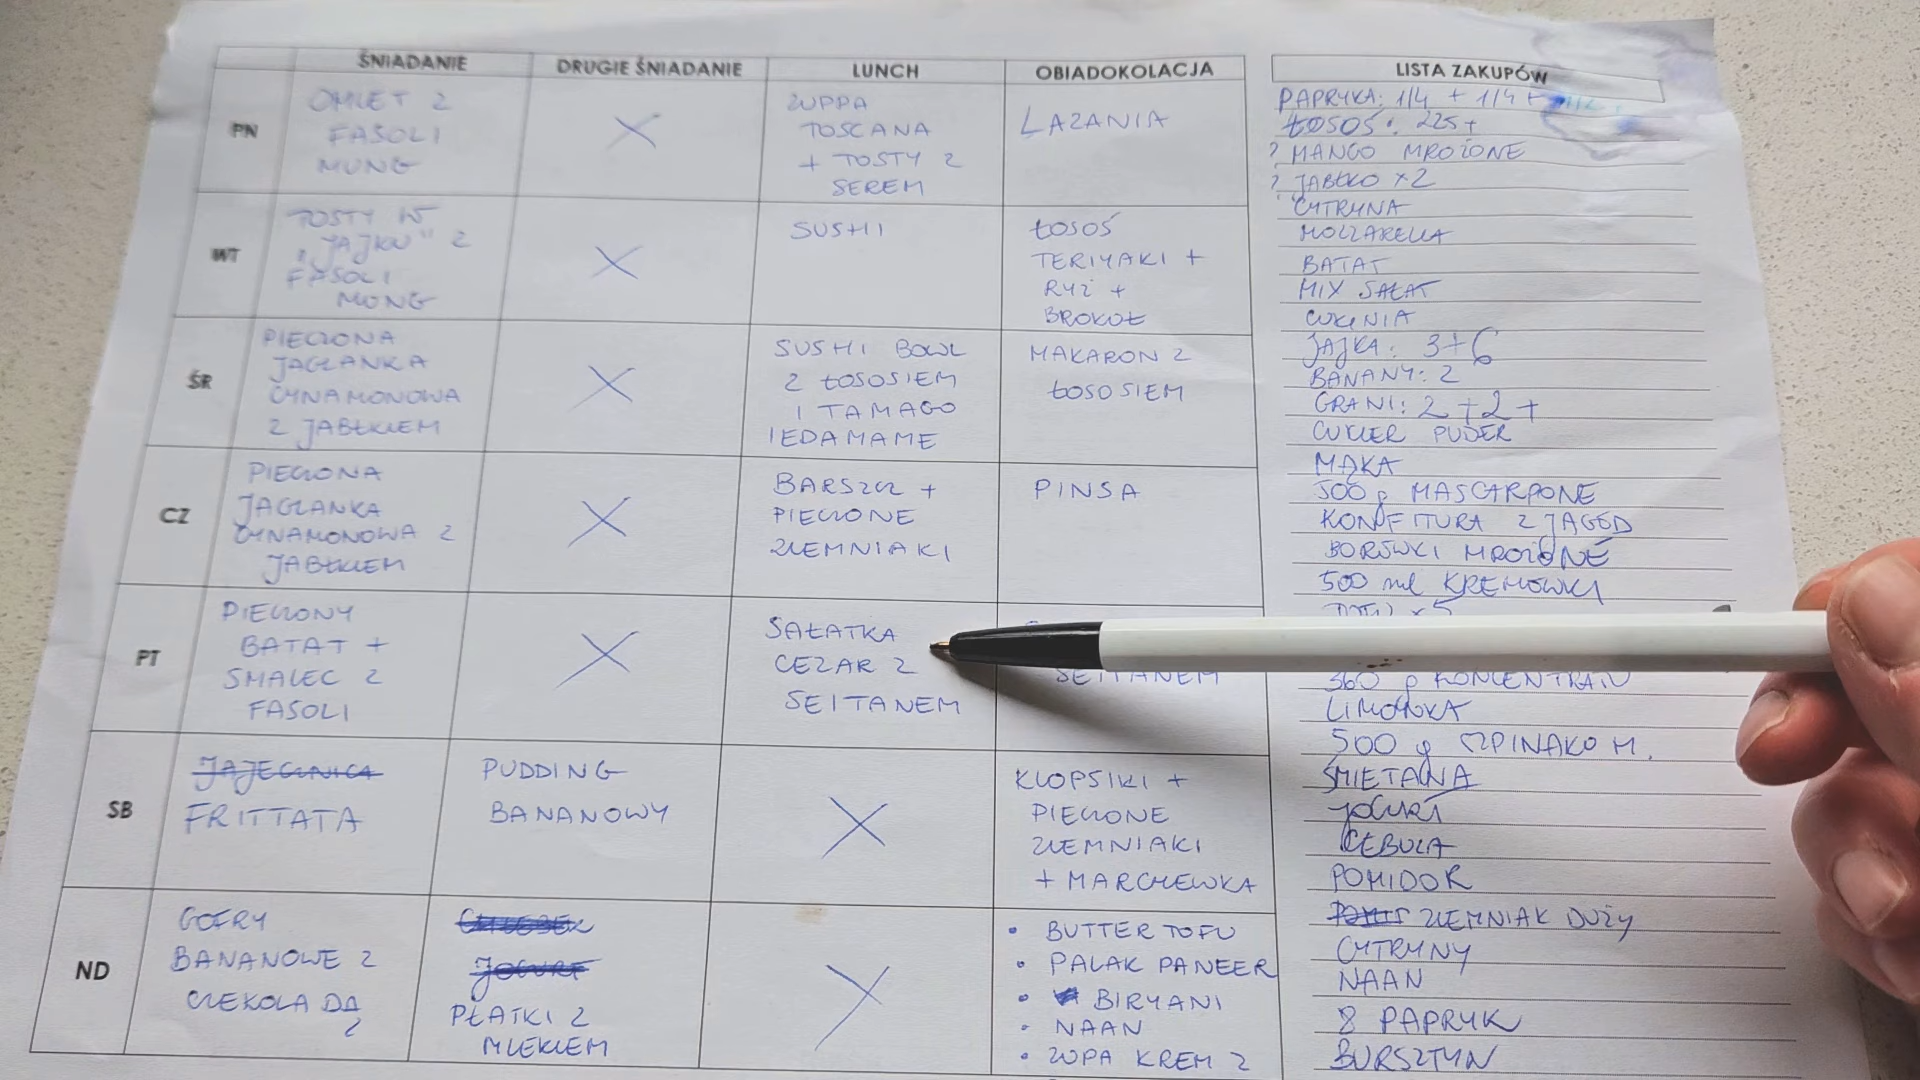 ŚNIADANIE DRUGIE ŚNIADANIE LUNCH OBIADOKOLACJA
PN
OMLET Z
FASOLI
MUNG
ZUPPA
TOSCANA
+ TOSTY Z
SEREM
LAZANIA
WT
TOSTY W
"JAJKU" Z
FASOLI
MUNG
SUSHI
ŁOSOŚ
TERIYAKI +
RYŻ +
BROKUŁ
ŚR
PIECZONA
JAGLANKA
CYNAMONOWA
Z JABŁKIEM
SUSHI BOWL
Z ŁOSOSIEM
I TAMAGO
I EDAMAME
MAKARON Z
ŁOSOSIEM
CZ
PIECZONA
JAGLANKA
CYNAMONOWA Z
JABŁKIEM
BARSZCZ +
PIECZONE
ZIEMNIAKI
PINSA
PT
PIECZONY
BATAT +
SMALEC Z
FASOLI
SAŁATKA
CEZAR Z
SEITANEM
SEITANEM
SB
JAJECZNICA
FRITTATA
PUDDING
BANANOWY
KLOPSIKI +
PIECZONE
ZIEMNIAKI
+ MARCHEWKA
ND
GOFRY
BANANOWE Z
CZEKOLADĄ
JOGURT
PŁATKI Z
MLEKIEM
• BUTTER TOFU
• PALAK PANEER
• BIRYANI
• NAAN
• ZUPA KREM Z
LISTA ZAKUPÓW
PAPRYKA: 1/4 + 1/4 +
ŁOSOŚ: 225+
? MANGO MROŻONE
? JABŁKO x2
CYTRYNA
MOZZARELLA
BATAT
MIX SAŁAT
CUKINIA
JAJKA: 3+6
BANANY: 2
GRANI: 2+2+
CUKIER PUDER
MĄKA
500 g MASCARPONE
KONFITURA Z JAGÓD
BORÓWKI MROŻONE
500 ml KREMÓWKI
360 g KONCENTRATU
LIMONKA
500 g SZPINAKO M.
ŚMIETANA
JOGURT
CEBULA
POMIDOR
ZIEMNIAK DUŻY
CYTRYNY
NAAN
8 PAPRYK
BURSZTYN